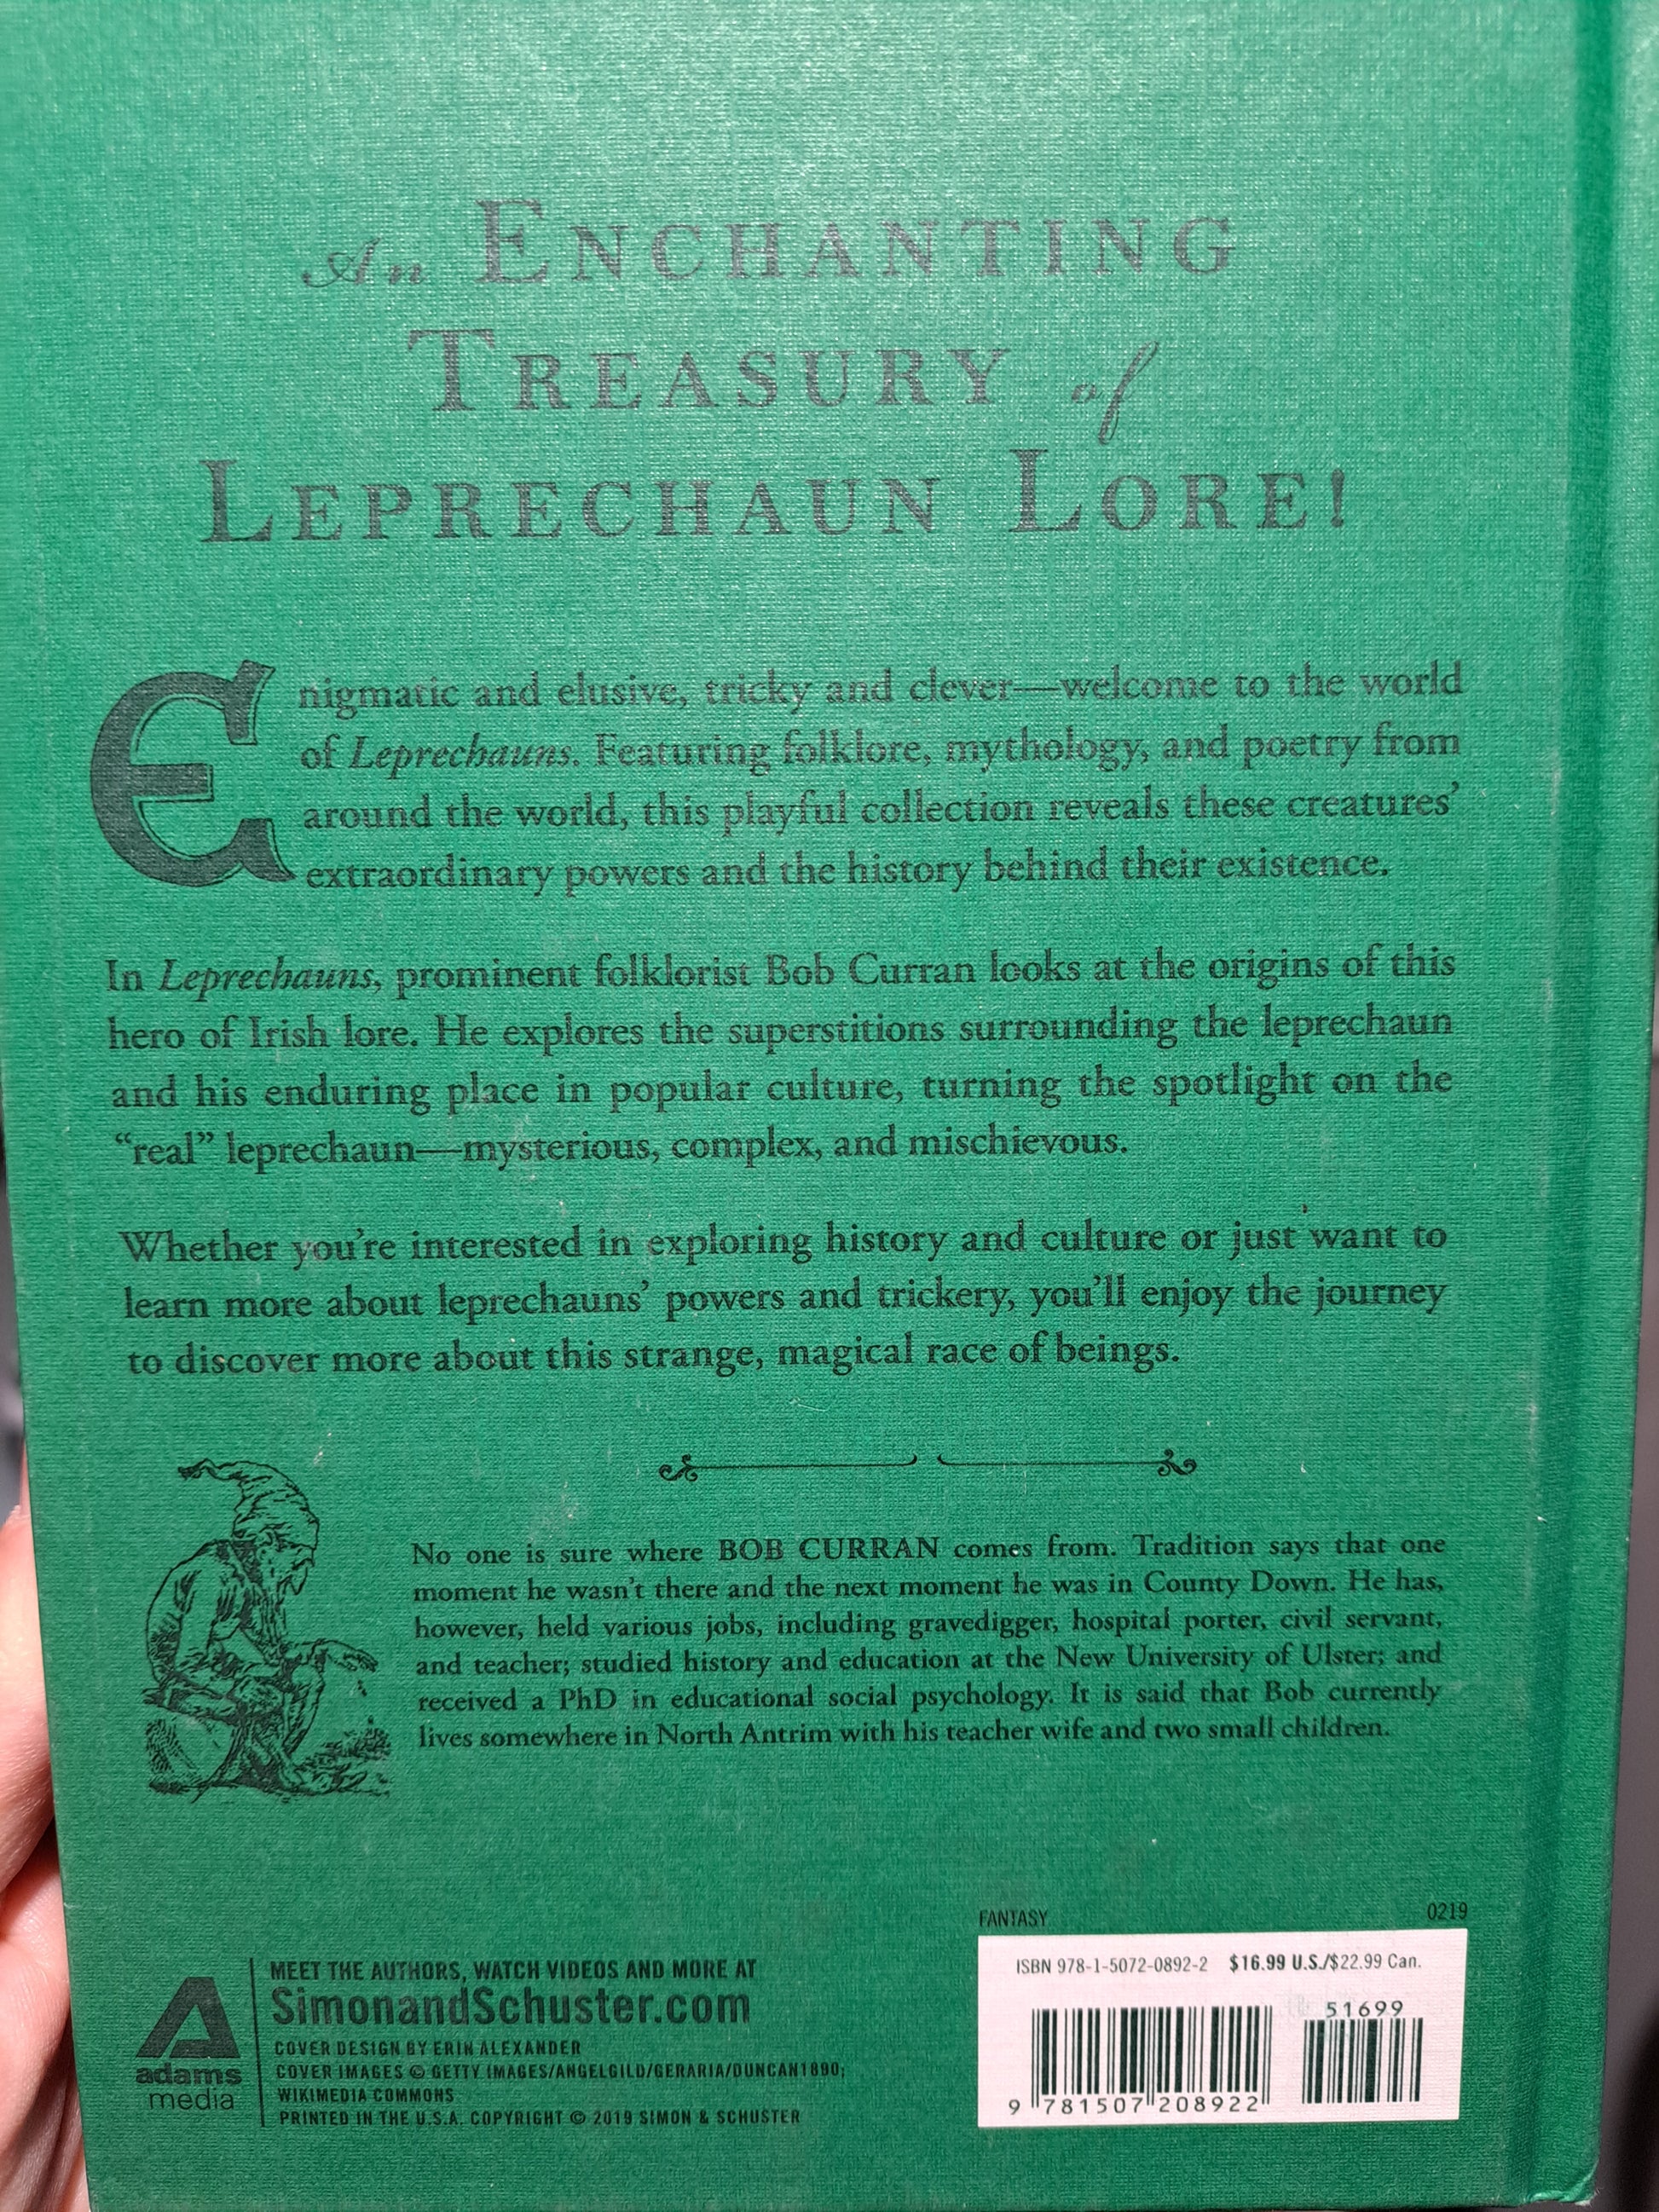 An ENCHANTING
TREASURY of
LEPRECHAUN LORE!
Enigmatic and elusive, tricky and clever—welcome to the world
of Leprechauns. Featuring folklore, mythology, and poetry from
around the world, this playful collection reveals these creatures’
extraordinary powers and the history behind their existence.
In Leprechauns, prominent folklorist Bob Curran looks at the origins of this
hero of Irish lore. He explores the superstitions surrounding the leprechaun
and his enduring place in popular culture, turning the spotlight on the
“real” leprechaun—mysterious, complex, and mischievous.
Whether you’re interested in exploring history and culture or just want to
learn more about leprechauns’ powers and trickery, you’ll enjoy the journey
to discover more about this strange, magical race of beings.
No one is sure where BOB CURRAN comes from. Tradition says that one
moment he wasn’t there and the next moment he was in County Down. He has,
however, held various jobs, including gravedigger, hospital porter, civil servant,
and teacher; studied history and education at the New University of Ulster; and
received a PhD in educational social psychology. It is said that Bob currently
lives somewhere in North Antrim with his teacher wife and two small children.
adams
media
MEET THE AUTHORS, WATCH VIDEOS AND MORE AT
SimonandSchuster.com
COVER DESIGN BY ERIN ALEXANDER
COVER IMAGES © GETTY IMAGES/ANGELGILD/GERARIA/DUNCAN1890;
WIKIMEDIA COMMONS
PRINTED IN THE U.S.A. COPYRIGHT © 2019 SIMON & SCHUSTER
FANTASY 0219
ISBN 978-1-5072-0892-2 $16.99 U.S./$22.99 Can.
51699
9 781507 208922